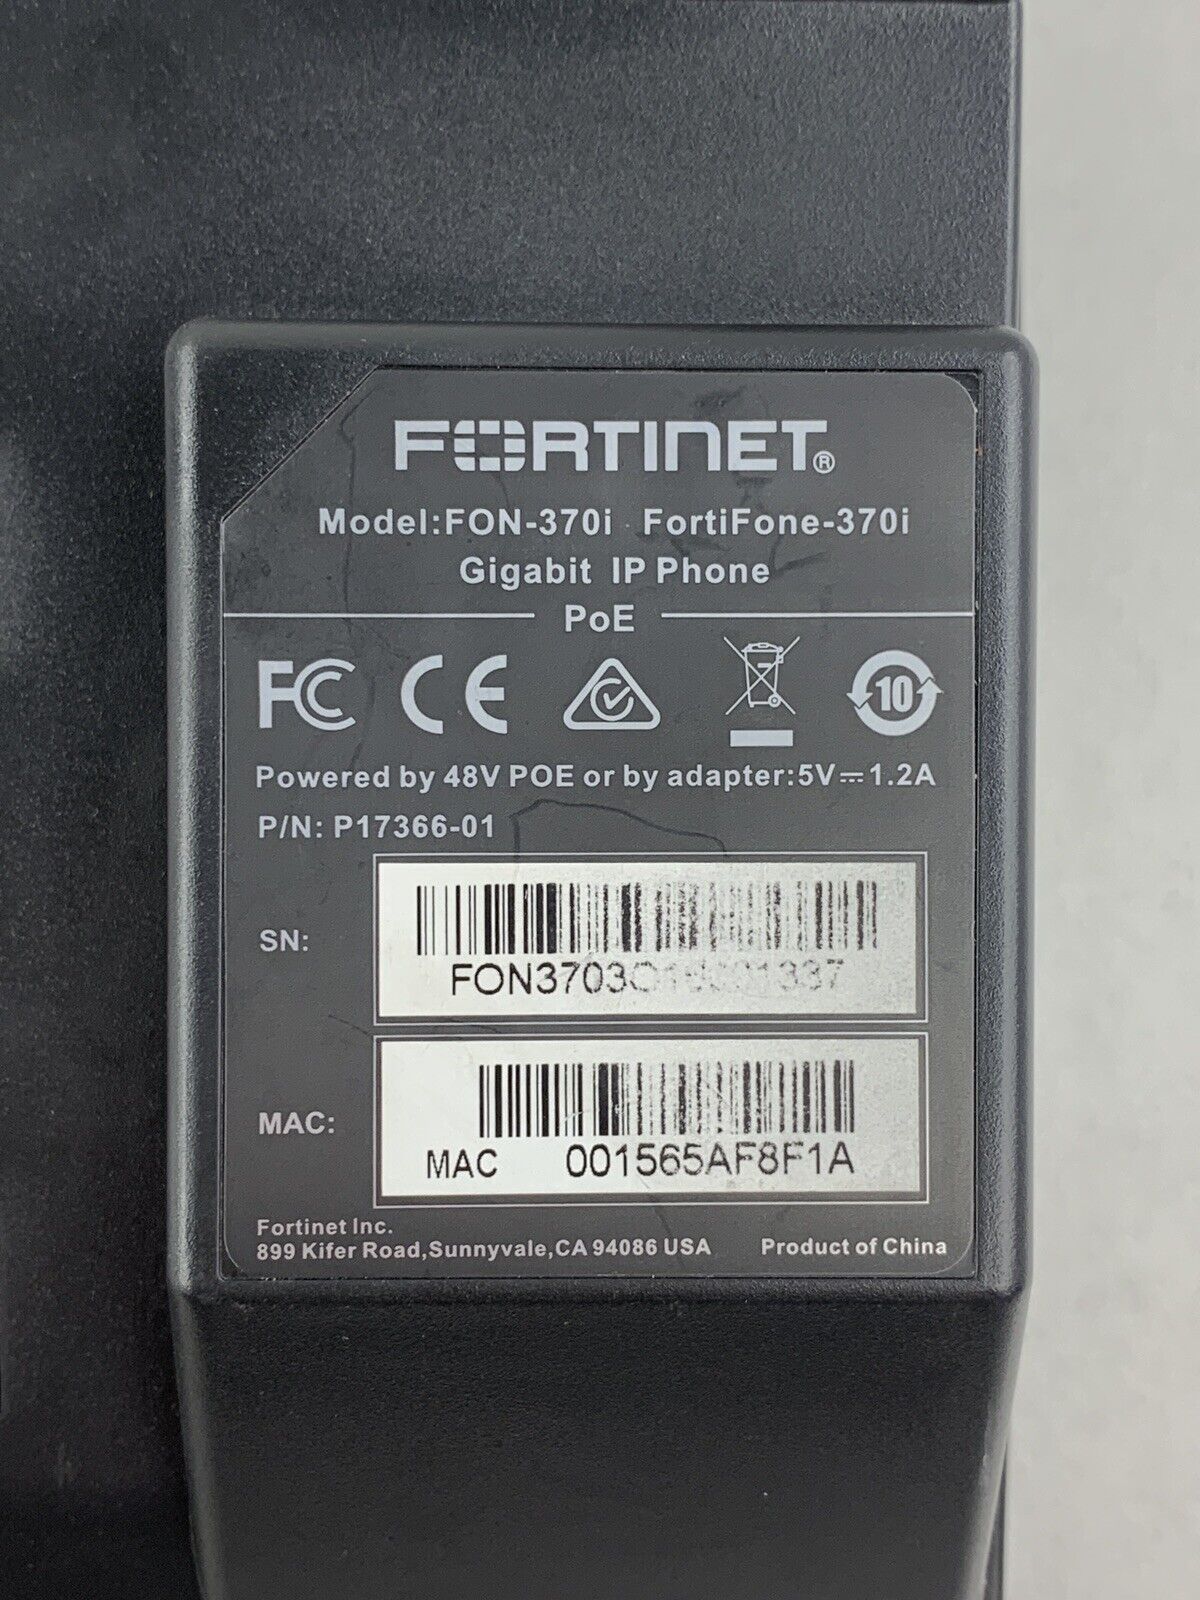 FORTINET®
Model:FON-370i FortiFone-370i
Gigabit IP Phone
PoE
FC CE
10
Powered by 48V POE or by adapter:5V⎓1.2A
P/N: P17366-01
SN:
MAC:
MAC 001565AF8F1A
Fortinet Inc.
899 Kifer Road,Sunnyvale,CA 94086 USA Product of China